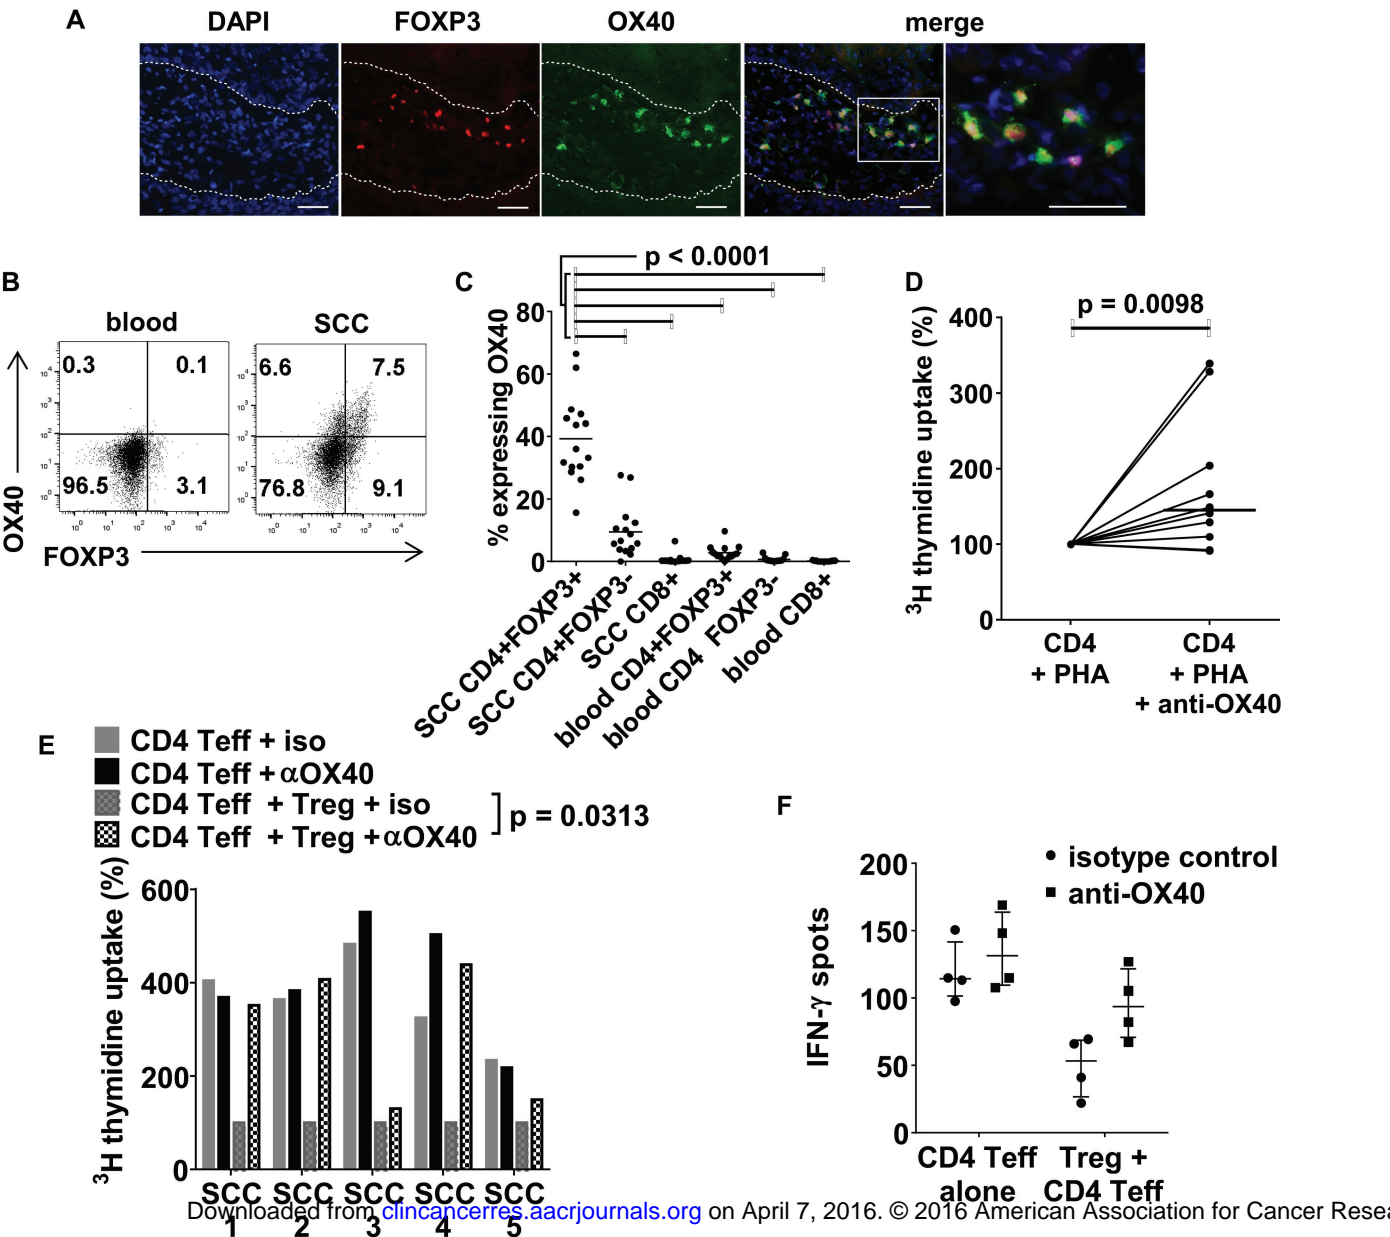 A
DAPI
FOXP3
OX40
merge
B
blood
SCC
0.3
0.1
96.5
3.1
6.6
7.5
76.8
9.1
OX40
FOXP3
C
p < 0.0001
% expressing OX40
80
60
40
20
0
SCC CD4+FOXP3+
SCC CD4+FOXP3-
SCC CD8+
blood CD4+FOXP3+
blood CD4 FOXP3-
blood CD8+
D
p = 0.0098
3H thymidine uptake (%)
400
300
200
100
0
CD4
+ PHA
CD4
+ PHA
+ anti-OX40
E
CD4 Teff + iso
CD4 Teff + αOX40
CD4 Teff + Treg + iso
CD4 Teff + Treg + αOX40
p = 0.0313
3H thymidine uptake (%)
600
400
200
0
SCC
1
SCC
2
SCC
3
SCC
4
SCC
5
F
isotype control
anti-OX40
IFN-γ spots
200
150
100
50
0
CD4 Teff
alone
Treg +
CD4 Teff
Downloaded from clincancerres.aacrjournals.org on April 7, 2016. © 2016 American Association for Cancer Resea